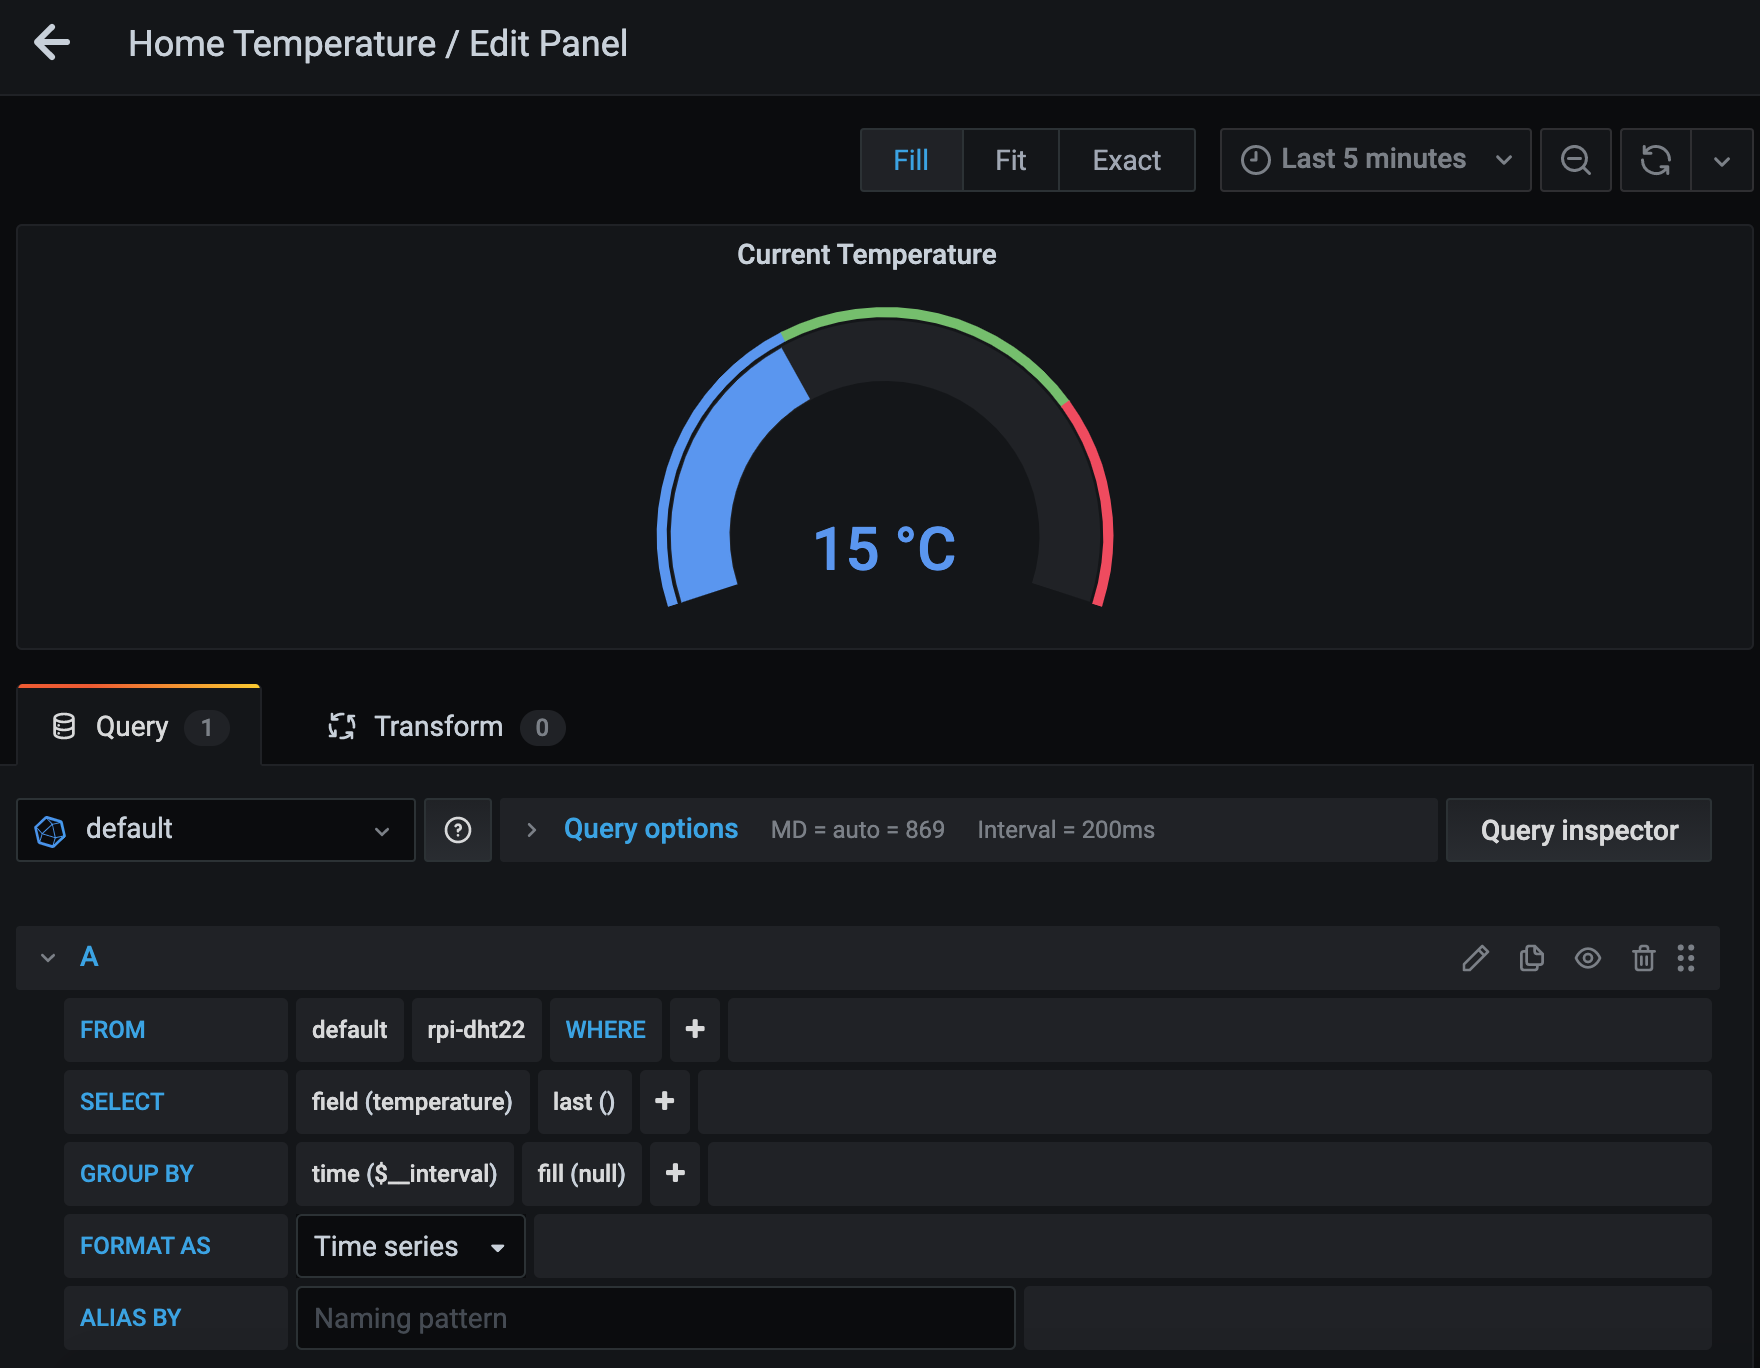 Home Temperature / Edit Panel
Fill Fit Exact Last 5 minutes
Current Temperature
15 °C
Query 1 Transform 0
default Query options MD = auto = 869 Interval = 200ms Query inspector
A
FROM default rpi-dht22 WHERE +
SELECT field (temperature) last () +
GROUP BY time ($__interval) fill (null) +
FORMAT AS Time series
ALIAS BY Naming pattern